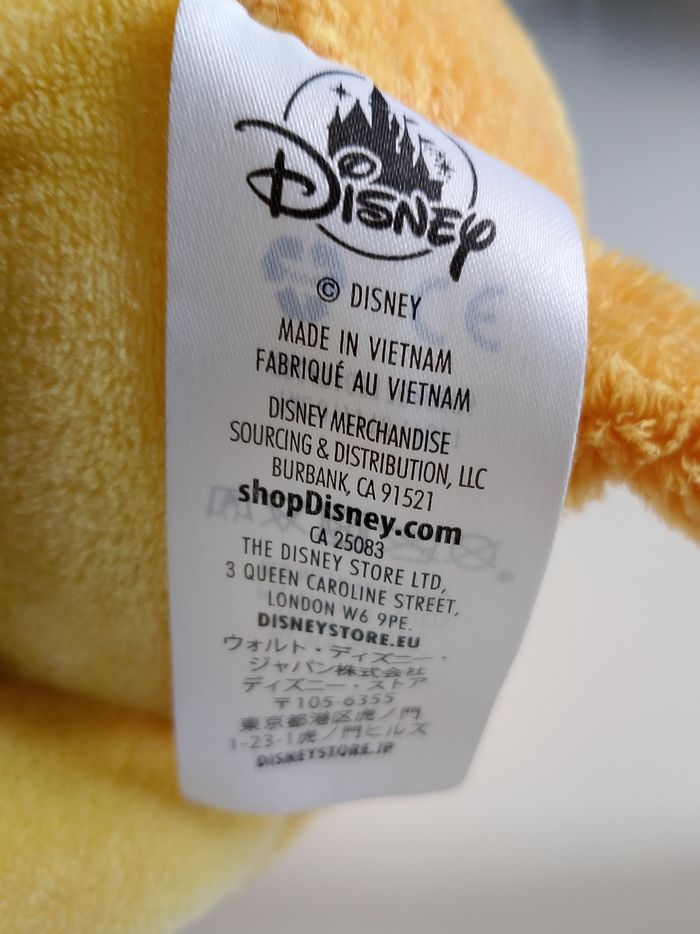 DISNEY
© DISNEY
MADE IN VIETNAM
FABRIQUÉ AU VIETNAM
DISNEY MERCHANDISE
SOURCING & DISTRIBUTION, LLC
BURBANK, CA 91521
shopDisney.com
CA 25083
THE DISNEY STORE LTD,
3 QUEEN CAROLINE STREET,
LONDON W6 9PE.
DISNEYSTORE.EU
ウォルト・ディズニー・
ジャパン株式会社
ディズニー・ストア
〒105-6355
東京都港区虎ノ門
1-23-1虎ノ門ヒルズ
DISNEYSTORE.JP
CE